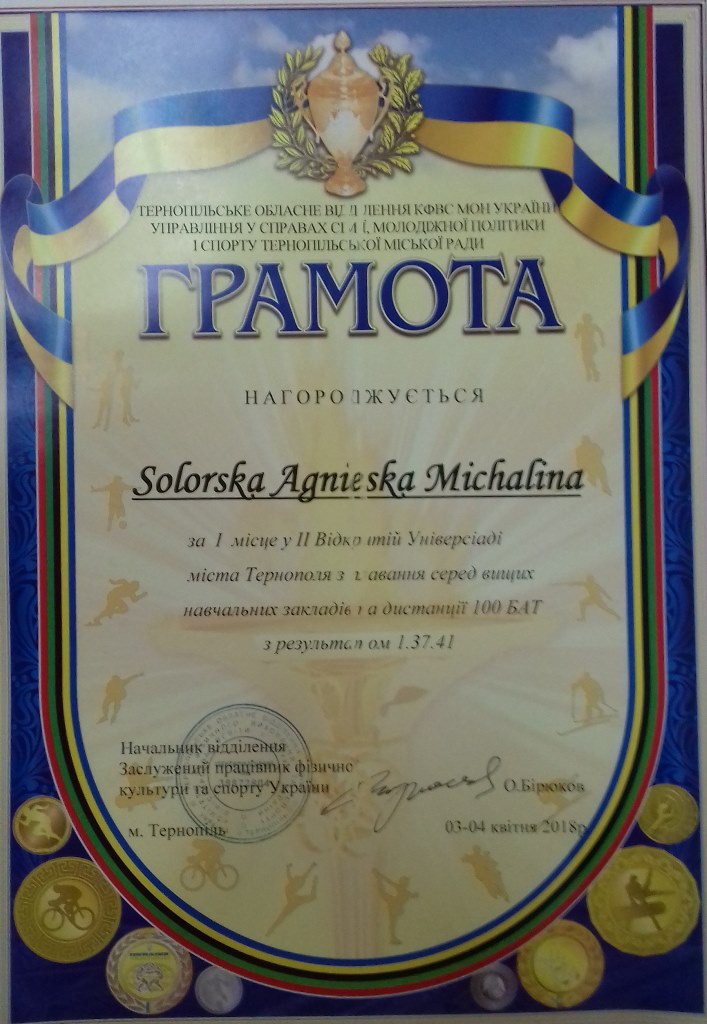 ТЕРНОПІЛЬСЬКЕ ОБЛАСНЕ ВІДДІЛЕННЯ КФВС МОН УКРАЇНИ
УПРАВЛІННЯ У СПРАВАХ СІМ'Ї, МОЛОДІЖНОЇ ПОЛІТИКИ
І СПОРТУ ТЕРНОПІЛЬСЬКОЇ МІСЬКОЇ РАДИ
ГРАМОТА
НАГОРОДЖУЄТЬСЯ
Solorska Agnieska Michalina
за 1 місце у ІІ Відкритій Універсіаді
міста Тернополя з плавання серед вищих
навчальних закладів на дистанції 100 БАТ
з результатом 1.37.41
Начальник відділення
Заслужений працівник фізичної
культури та спорту України
О.Бірюков
м. Тернопіль
03-04 квітня 2018р